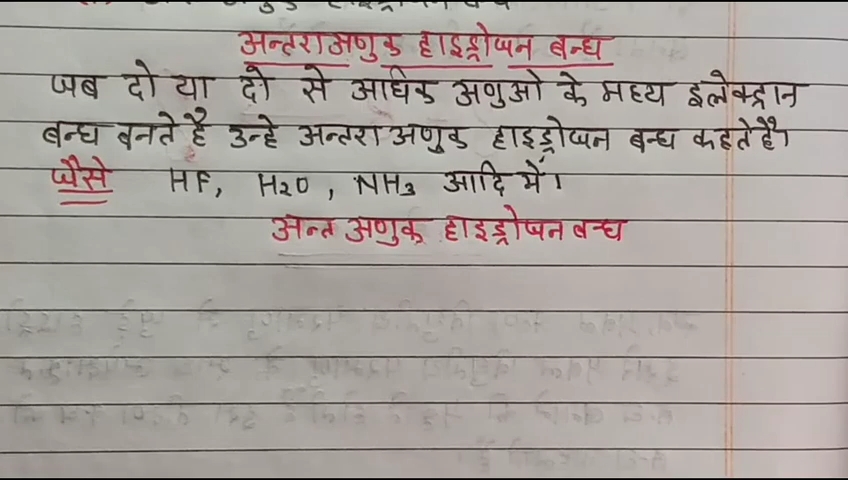 अन्तराअणुक हाइड्रोजन बन्ध
जब दो या दो से अधिक अणुओ के मध्य इलेक्ट्रान
बन्ध बनते है उन्हे अन्तरा अणुक हाइड्रोजन बन्ध कहते है।
जैसे HF, H₂O, NH₃ आदि में।
अन्त अणुक हाइड्रोजन बन्ध